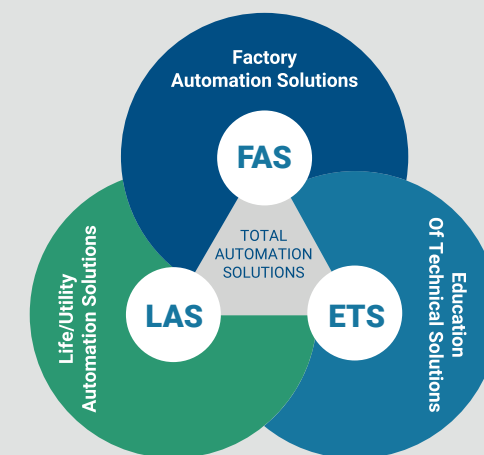 Factory
Automation Solutions
FAS
TOTAL
AUTOMATION
SOLUTIONS
Life/Utility
Automation Solutions
LAS
ETS
Education
Of Technical Solutions